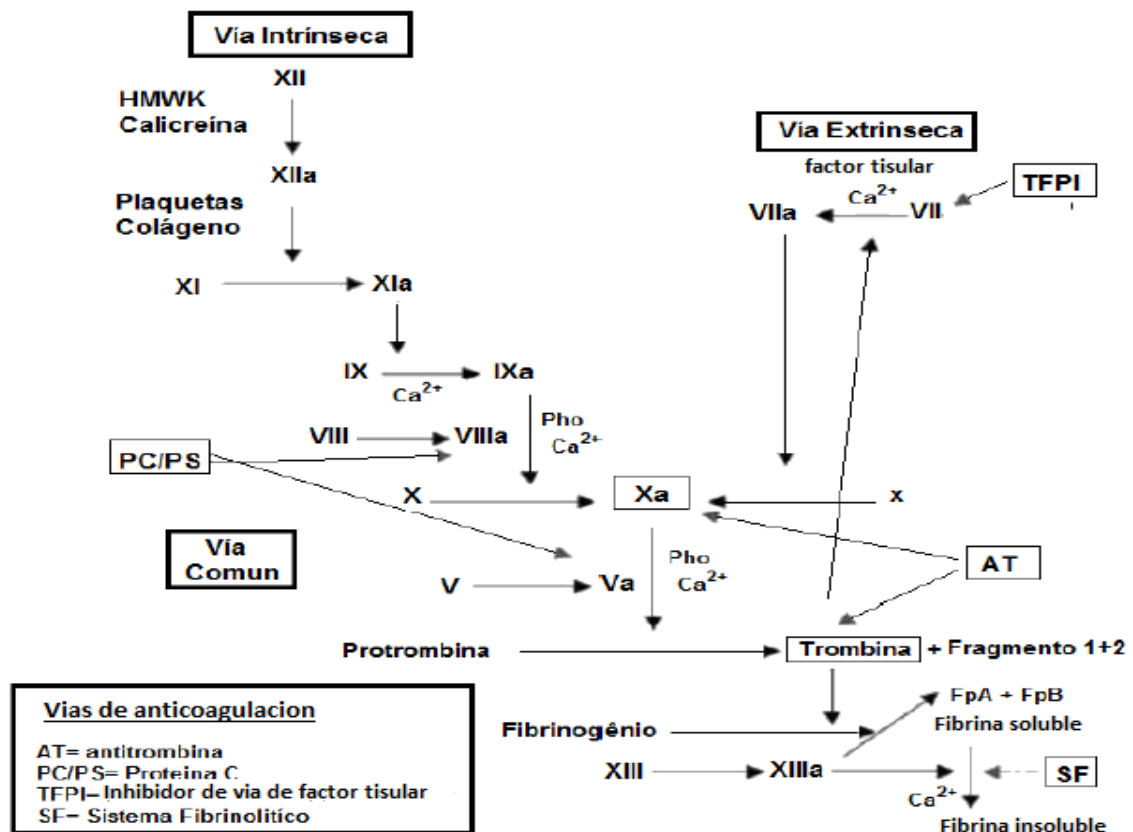 Vía Intrínseca
XII
HMWK
Calicreína
XIIa
Plaquetas
Colágeno
XI
XIa
IX
Ca2+
IXa
VIII
VIIIa
Pho
Ca2+
PC/PS
X
Xa
x
Vía Extrinseca
factor tisular
Ca2+
VIIa
VII
TFPI
Vía
Comun
V
Va
Pho
Ca2+
AT
Protrombina
Trombina
+ Fragmento 1+2
Fibrinogênio
FpA + FpB
Fibrina soluble
XIII
XIIIa
Ca2+
SF
Fibrina insoluble
Vias de anticoagulacion
AT= antitrombina
PC/PS= Proteina C
TFPI–Inhibidor de via de factor tisular
SF– Sistema Fibrinolitíco